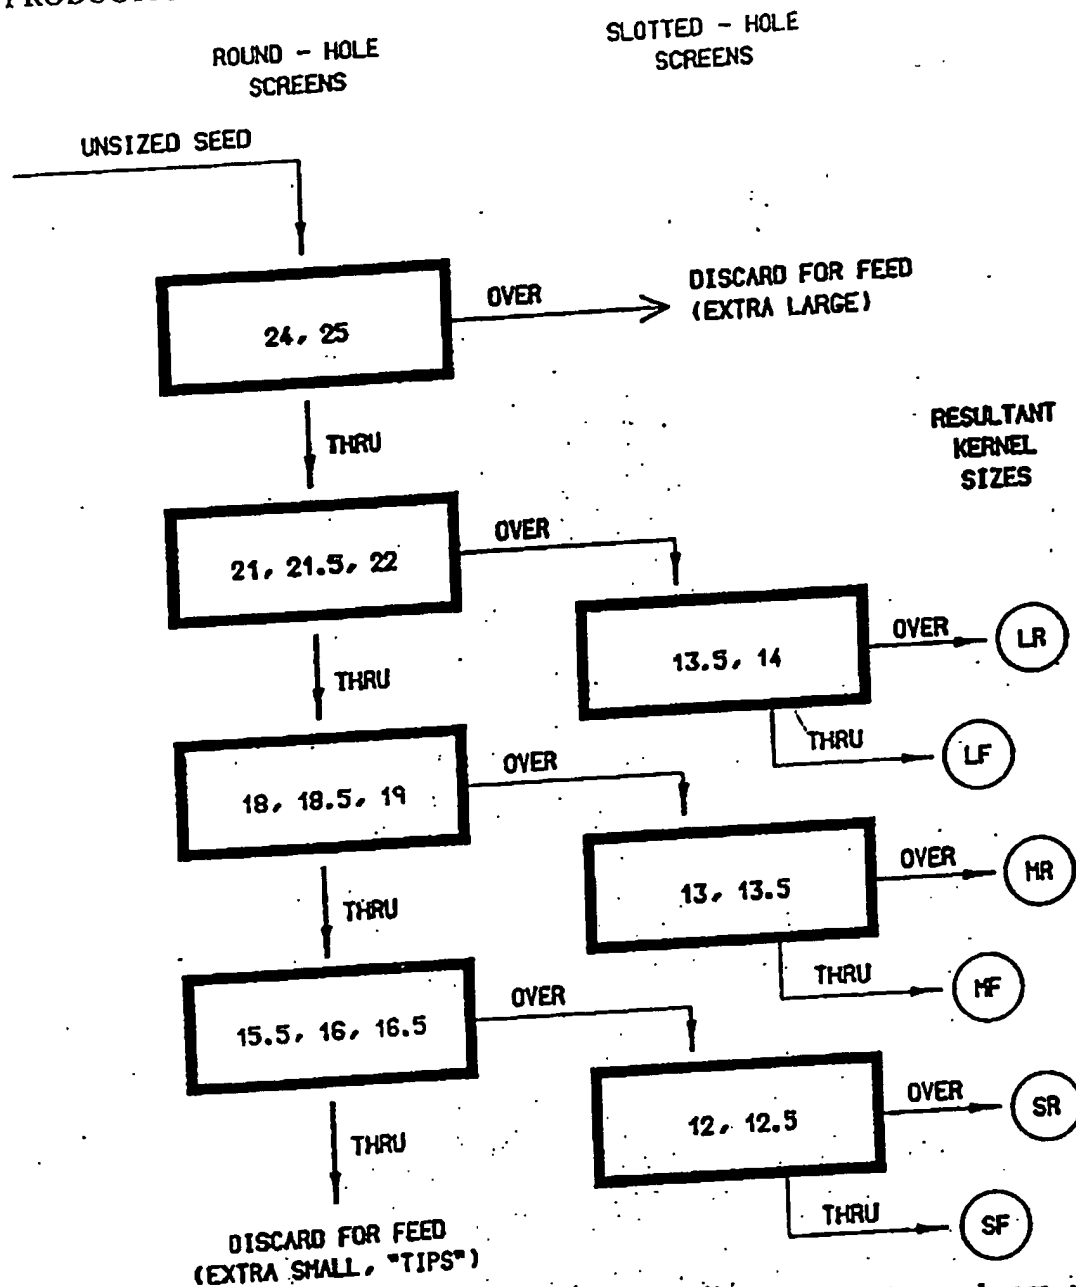 ROUND - HOLE
SCREENS
SLOTTED - HOLE
SCREENS
UNSIZED SEED
24, 25
OVER
DISCARD FOR FEED
(EXTRA LARGE)
THRU
RESULTANT
KERNEL
SIZES
21, 21.5, 22
OVER
13.5, 14
OVER
LR
THRU
THRU
LF
18, 18.5, 19
OVER
13, 13.5
OVER
MR
THRU
THRU
MF
15.5, 16, 16.5
OVER
12, 12.5
OVER
SR
THRU
THRU
SF
DISCARD FOR FEED
(EXTRA SMALL, "TIPS")